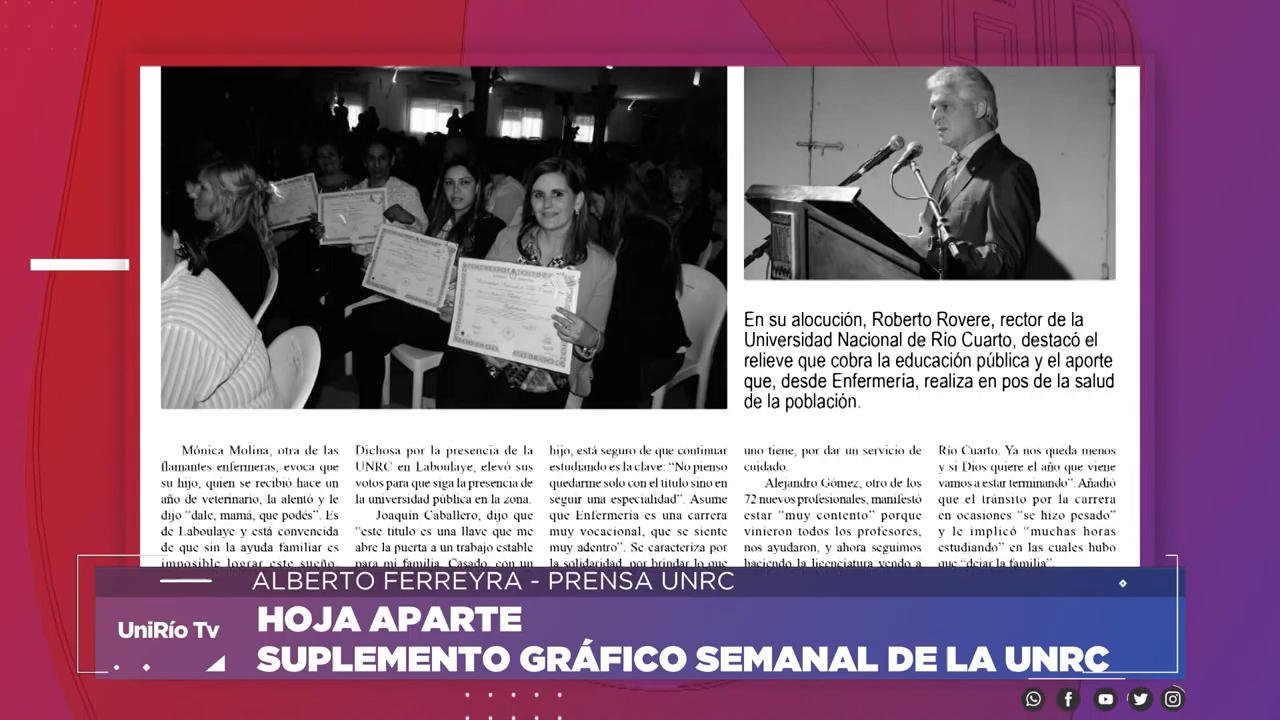 En su alocución, Roberto Rovere, rector de la
Universidad Nacional de Río Cuarto, destacó el
relieve que cobra la educación pública y el aporte
que, desde Enfermería, realiza en pos de la salud
de la población.
Mónica Molina, otra de las
flamantes enfermeras, evoca que
su hijo, quien se recibió hace un
año de veterinario, la alentó y le
dijo “dale, mamá, que podés”. Es
de Laboulaye y está convencida
de que sin la ayuda familiar es
imposible lograr este sueño.
Dichosa por la presencia de la
UNRC en Laboulaye, elevó sus
votos para que siga la presencia de
la universidad pública en la zona.
Joaquín Caballero, dijo que
“este título es una llave que me
abre la puerta a un trabajo estable
para mi familia. Casado, con un
hijo, está seguro de que continuar
estudiando es la clave: “No pienso
quedarme solo con el título sino en
seguir una especialidad”. Asume
que Enfermería es una carrera
muy vocacional, que se siente
muy adentro”. Se caracteriza por
la solidaridad, por brindar lo que
uno tiene, por dar un servicio de
cuidado.
Alejandro Gómez, otro de los
72 nuevos profesionales, manifestó
estar “muy contento” porque
vinieron todos los profesores,
nos ayudaron, y ahora seguimos
haciendo la licenciatura yendo a
Río Cuarto. Ya nos queda menos
y si Dios quiere el año que viene
vamos a estar terminando”. Añadió
que el tránsito por la carrera
en ocasiones “se hizo pesado”
y le implicó “muchas horas
estudiando” en las cuales hubo
que “dejar la familia”.
ALBERTO FERREYRA - PRENSA UNRC
UniRío Tv
HOJA APARTE
SUPLEMENTO GRÁFICO SEMANAL DE LA UNRC